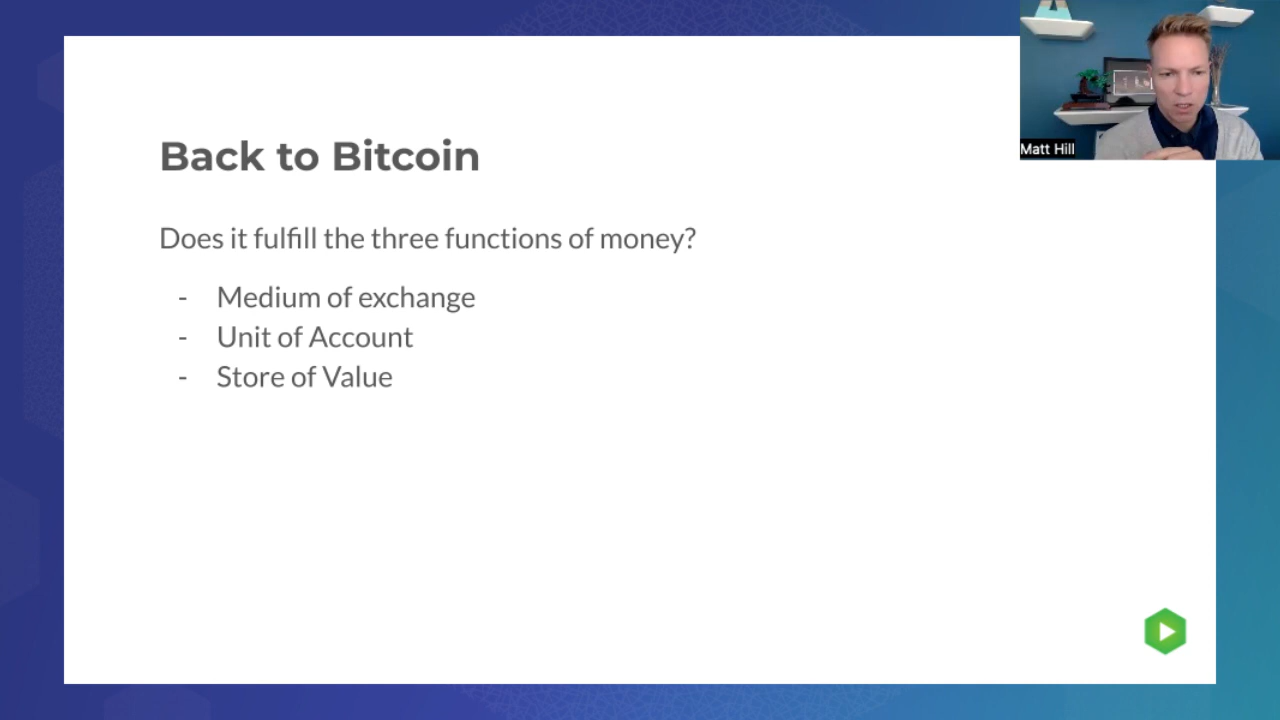 Back to Bitcoin
Does it fulfill the three functions of money?
- Medium of exchange
- Unit of Account
- Store of Value
Matt Hill